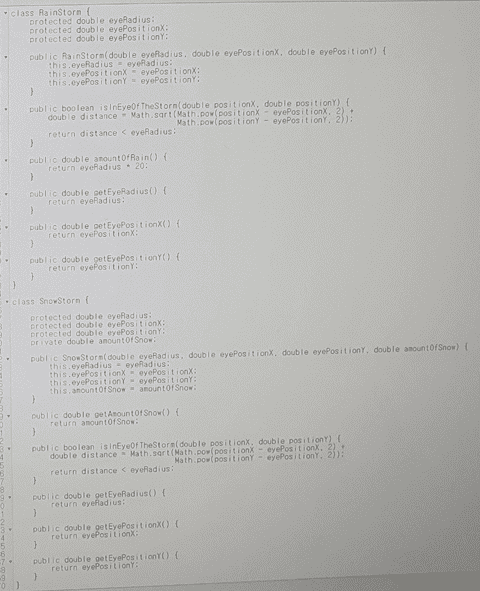 class RainStorm {
protected double eyeRadius;
protected double eyePositionX;
protected double eyePositionY;
public RainStorm(double eyeRadius, double eyePositionX, double eyePositionY) {
this.eyeRadius = eyeRadius;
this.eyePositionX = eyePositionX;
this.eyePositionY = eyePositionY;
}
public boolean isInEyeOfTheStorm(double positionX, double positionY) {
double distance = Math.sqrt(Math.pow(positionX - eyePositionX, 2) +
Math.pow(positionY - eyePositionY, 2));
return distance < eyeRadius;
}
public double amountOfRain() {
return eyeRadius * 20;
}
public double getEyeRadius() {
return eyeRadius;
}
public double getEyePositionX() {
return eyePositionX;
}
public double getEyePositionY() {
return eyePositionY;
}
}
class SnowStorm {
protected double eyeRadius;
protected double eyePositionX;
protected double eyePositionY;
private double amountOfSnow;
public SnowStorm(double eyeRadius, double eyePositionX, double eyePositionY, double amountOfSnow) {
this.eyeRadius = eyeRadius;
this.eyePositionX = eyePositionX;
this.eyePositionY = eyePositionY;
this.amountOfSnow = amountOfSnow;
}
public double getAmountOfSnow() {
return amountOfSnow;
}
public boolean isInEyeOfTheStorm(double positionX, double positionY) {
double distance = Math.sqrt(Math.pow(positionX - eyePositionX, 2) +
Math.pow(positionY - eyePositionY, 2));
return distance < eyeRadius;
}
public double getEyeRadius() {
return eyeRadius;
}
public double getEyePositionX() {
return eyePositionX;
}
public double getEyePositionY() {
return eyePositionY;
}
}